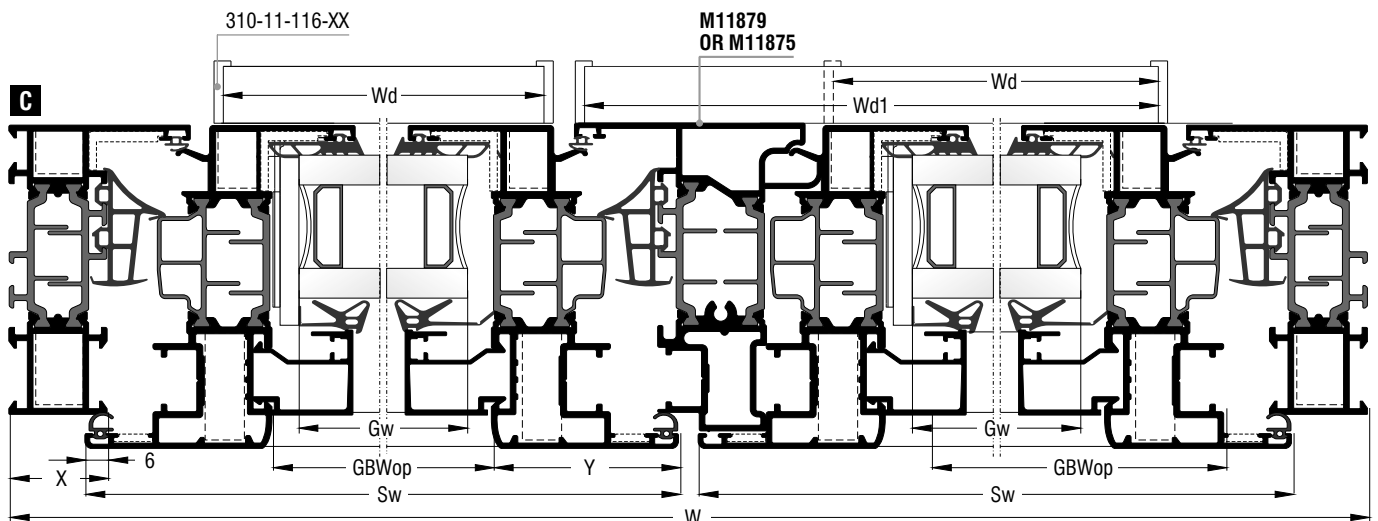 310-11-116-XX
M11879
OR M11875
C
Wd
Wd
Wd1
Gw
Gw
6
X
GBWop
Y
GBWop
Sw
Sw
W